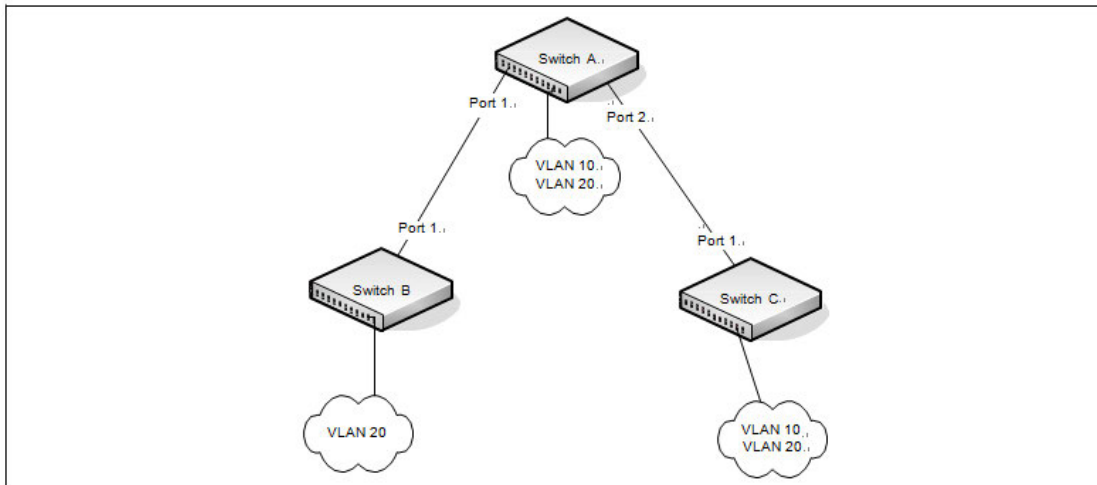 Switch A.
Port 1.
Port 2.
VLAN 10.
VLAN 20.
Port 1.
Port 1.
Switch B
Switch C.
VLAN 20
VLAN 10
VLAN 20.